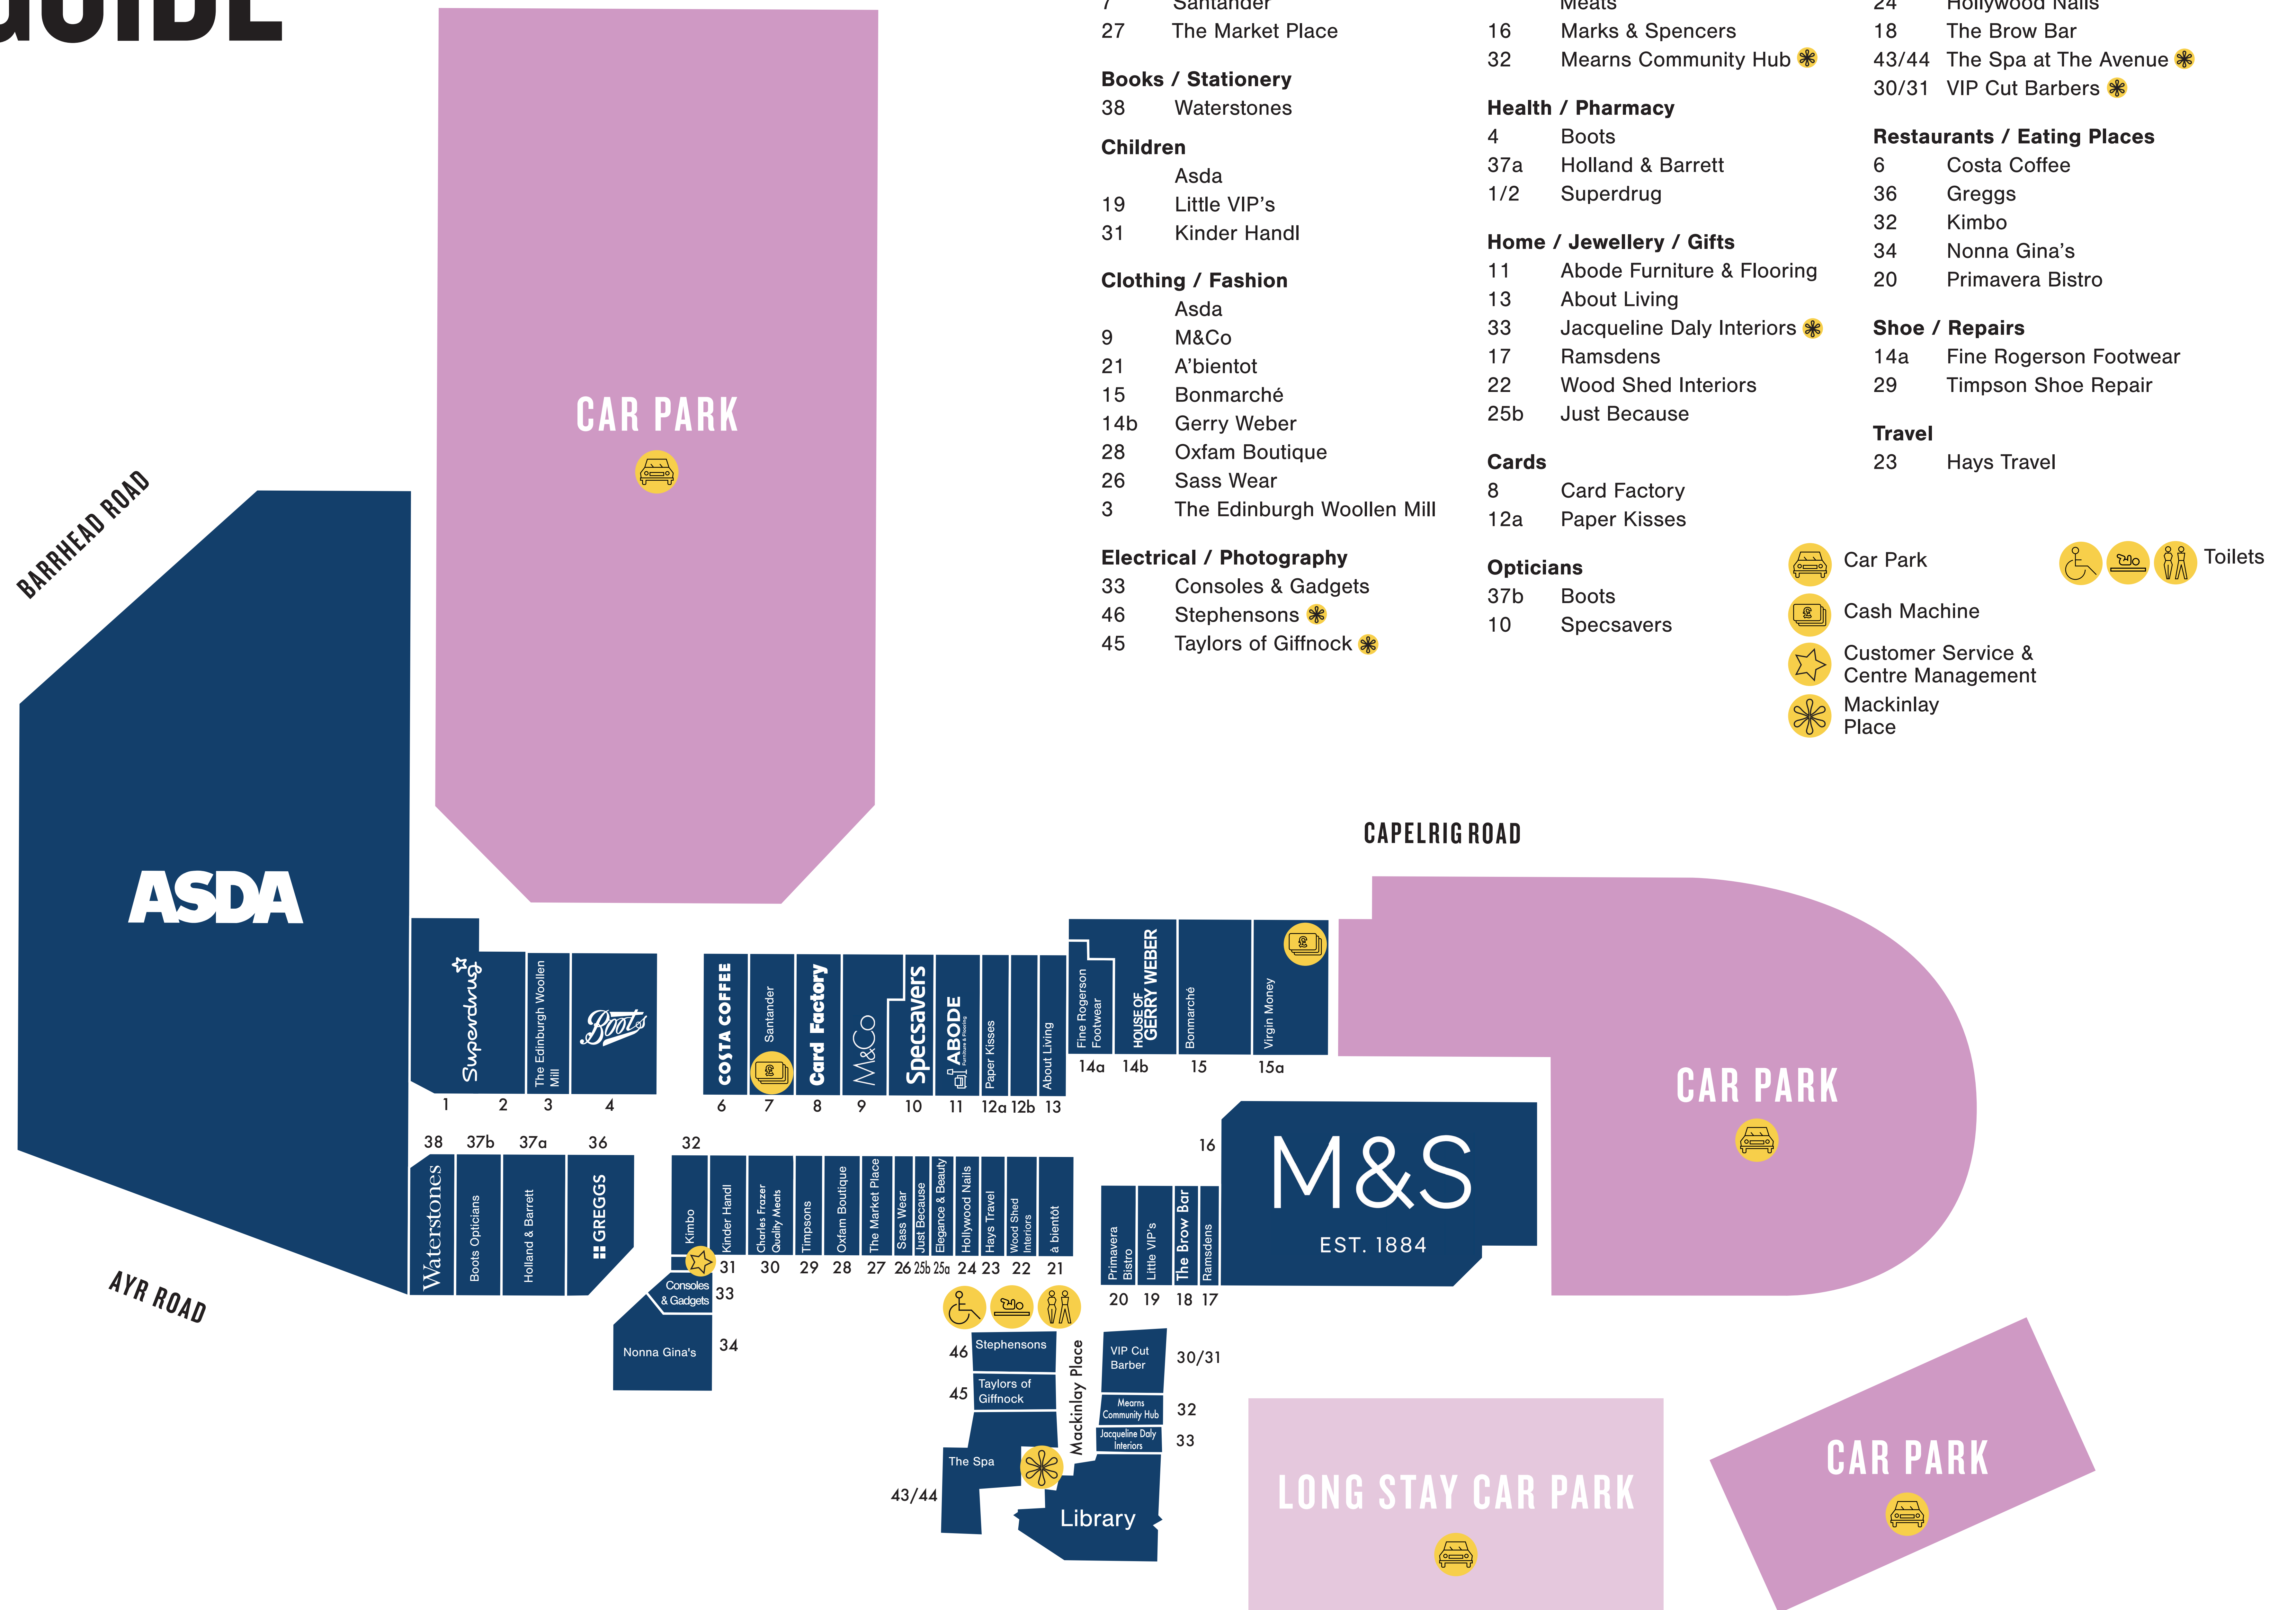 GUIDE
7 Santander
27 The Market Place
Books / Stationery
38 Waterstones
Children
Asda
19 Little VIP's
31 Kinder Handl
Clothing / Fashion
Asda
9 M&Co
21 A'bientot
15 Bonmarché
14b Gerry Weber
28 Oxfam Boutique
26 Sass Wear
3 The Edinburgh Woollen Mill
Electrical / Photography
33 Consoles & Gadgets
46 Stephensons
45 Taylors of Giffnock
Meats
16 Marks & Spencers
32 Mearns Community Hub
Health / Pharmacy
4 Boots
37a Holland & Barrett
1/2 Superdrug
Home / Jewellery / Gifts
11 Abode Furniture & Flooring
13 About Living
33 Jacqueline Daly Interiors
17 Ramsdens
22 Wood Shed Interiors
25b Just Because
Cards
8 Card Factory
12a Paper Kisses
Opticians
37b Boots
10 Specsavers
24 Hollywood Nails
18 The Brow Bar
43/44 The Spa at The Avenue
30/31 VIP Cut Barbers
Restaurants / Eating Places
6 Costa Coffee
36 Greggs
32 Kimbo
34 Nonna Gina's
20 Primavera Bistro
Shoe / Repairs
14a Fine Rogerson Footwear
29 Timpson Shoe Repair
Travel
23 Hays Travel
Car Park
Toilets
£ Cash Machine
Customer Service &
Centre Management
Mackinlay
Place
CAR PARK
BARRHEAD ROAD
ASDA
AYR ROAD
CAPELRIG ROAD
Superdrug
The Edinburgh Woollen
Mill
Boots
COSTA COFFEE
Santander
£
Card Factory
M&Co
Specsavers
ABODE
Furniture & Flooring
Paper Kisses
About Living
Fine Rogerson
Footwear
HOUSE OF
GERRY WEBER
Bonmarché
Virgin Money
£
14a 14b 15 15a
1 2 3 4 6 7 8 9 10 11 12a 12b 13
CAR PARK
38 37b 37a 36 32 16
Waterstones
Boots Opticians
Holland & Barrett
GREGGS
Kimbo
Kinder Handl
Charles Frazer
Quality Meats
Timpsons
Oxfam Boutique
The Market Place
Sass Wear
Just Because
Elegance & Beauty
Hollywood Nails
Hays Travel
Wood Shed
Interiors
à bientôt
31 30 29 28 27 26 25b 25a 24 23 22 21
Primavera
Bistro
Little VIP's
The Brow Bar
Ramsdens
20 19 18 17
M&S
EST. 1884
Consoles
& Gadgets
33
Nonna Gina's
34
46 Stephensons
45 Taylors of
Giffnock
Mackinlay Place
VIP Cut
Barber
30/31
Mearns
Community Hub
32
Jacqueline Daly
Interiors
33
The Spa
43/44
Library
LONG STAY CAR PARK
CAR PARK